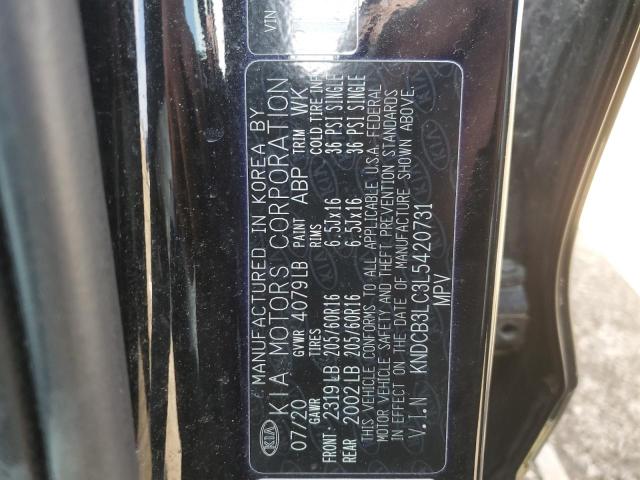 VIN
KIA
MANUFACTURED IN KOREA BY
KIA MOTORS CORPORATION
07/20 GVWR 4079LB PAINT ABP TRIM WK
GAWR TIRES RIMS COLD.TIRE INF
FRONT: 2319LB 205/60R16 6.5Jx16 36 PSI SINGLE
REAR 2002LB 205/60R16 6.5Jx16 36 PSI SINGLE
THIS VEHICLE CONFORMS TO ALL APPLICABLE U.S.A. FEDERAL
MOTOR VEHICLE SAFETY AND THEFT PREVENTION STANDARDS
IN EFFECT ON THE DATE OF MANUFACTURE SHOWN ABOVE.
V.I.N KNDCB3LC3L5420731
MPV